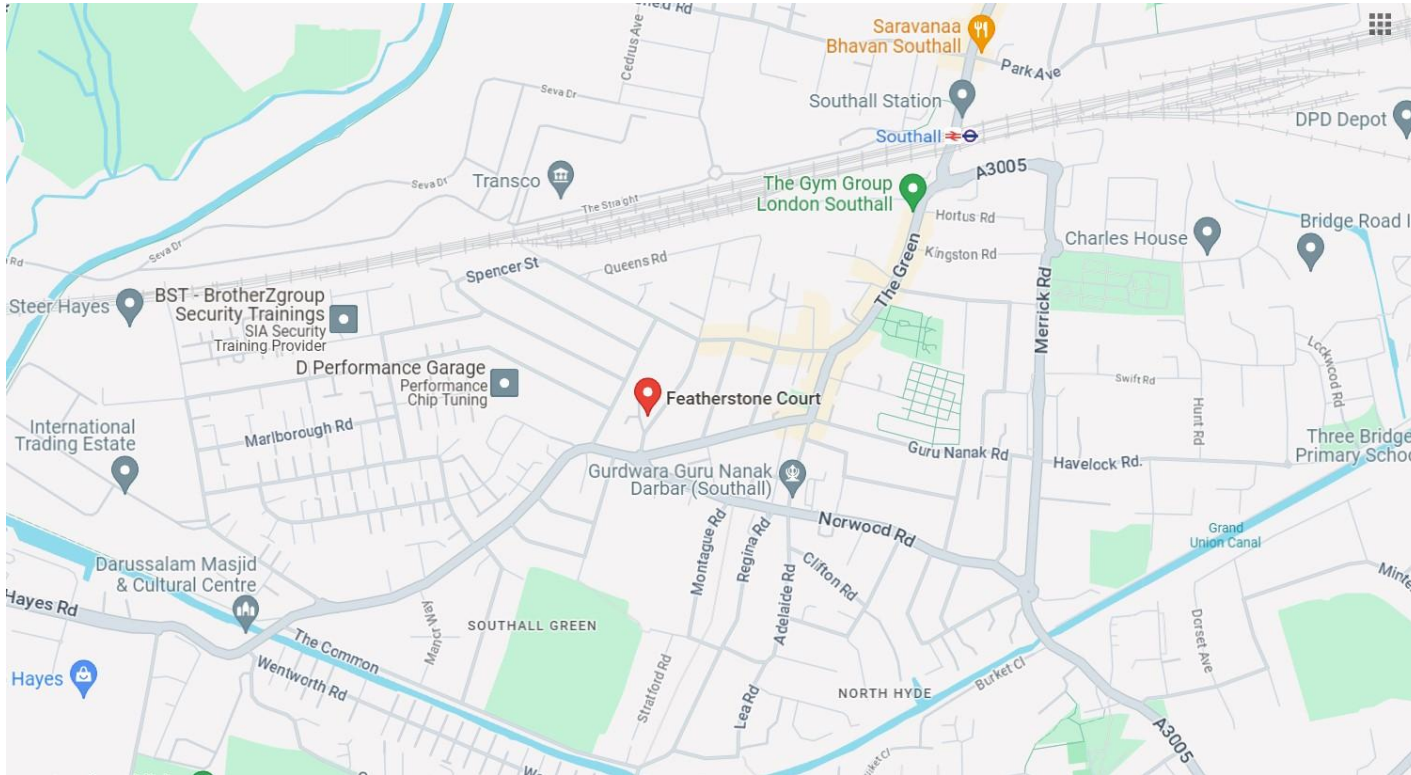 Saravanaa
Bhavan Southall
Park Ave
Cedrus Ave
Seva Dr
Southall Station
DPD Depot
Southall
A3005
Transco
Seva Dr
The Gym Group
London Southall
The Straight
Hortus Rd
Bridge Road I
Charles House
Kingston Rd
Seva Dr
Rd
Queens Rd
Spencer St
The Green
Steer Hayes
BST - BrotherZgroup
Security Trainings
SIA Security
Training Provider
Merrick Rd
Lockwood Rd
D Performance Garage
Performance
Chip Tuning
Swift Rd
Featherstone Court
Hunt Rd
International
Trading Estate
Marlborough Rd
Three Bridge
Primary Schoo
Guru Nanak Rd
Havelock Rd.
Gurdwara Guru Nanak
Darbar (Southall)
Norwood Rd
Grand
Union Canal
Montague Rd
Regina Rd
Adelaide Rd
Clifton Rd
Darussalam Masjid
& Cultural Centre
Hayes Rd
Manor Way
SOUTHALL GREEN
Dorset Ave
The Common
Wentworth Rd
Hayes
Stratford Rd
Lea Rd
NORTH HYDE
Burket Cl
A3005